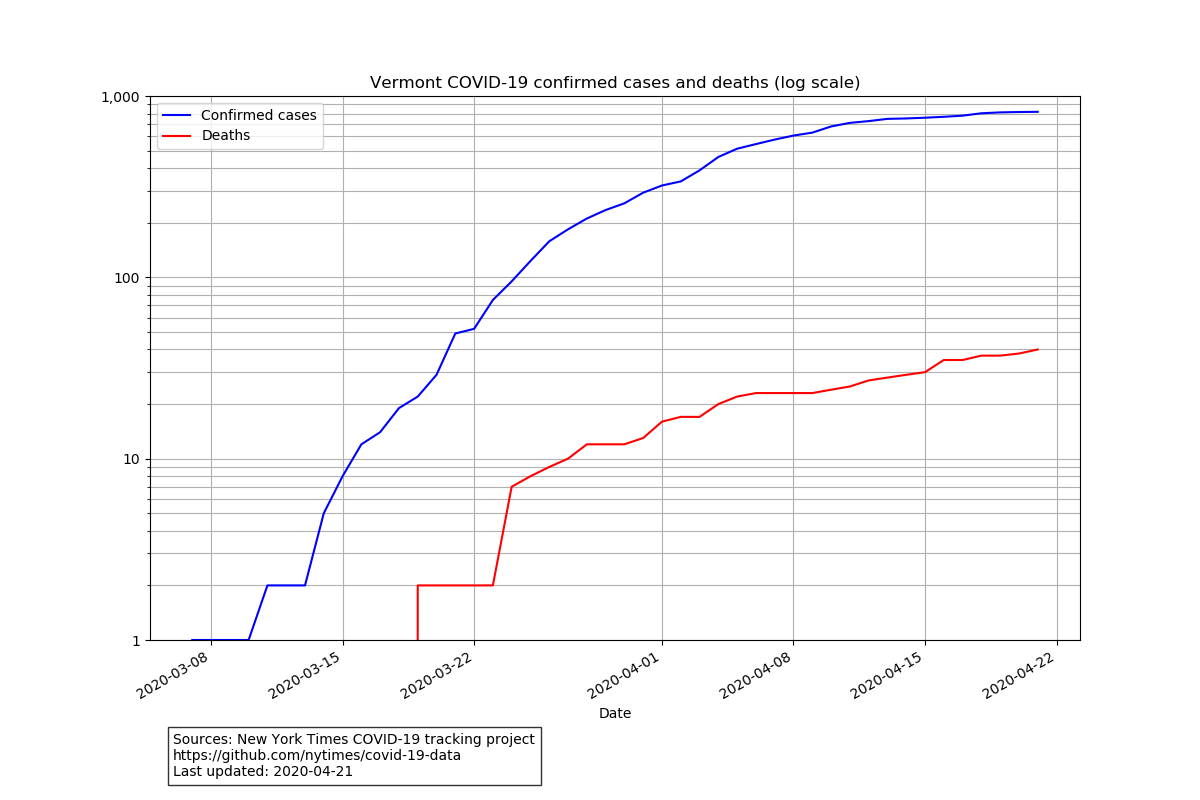 Vermont COVID-19 confirmed cases and deaths (log scale)
1,000
100
10
1
Confirmed cases
Deaths
2020-03-08
2020-03-15
2020-03-22
2020-04-01
2020-04-08
2020-04-15
2020-04-22
Date
Sources: New York Times COVID-19 tracking project
https://github.com/nytimes/covid-19-data
Last updated: 2020-04-21